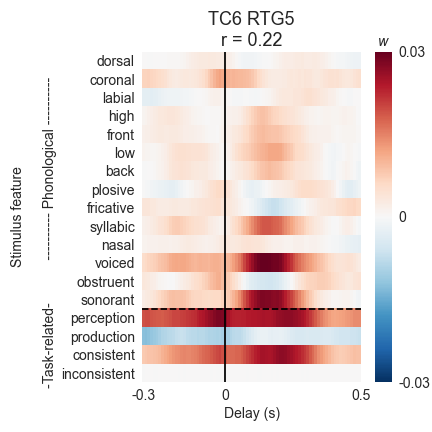 TC6 RTG5
r = 0.22
w
dorsal
coronal
labial
high
front
low
back
plosive
fricative
syllabic
nasal
voiced
obstruent
sonorant
perception
production
consistent
inconsistent
Stimulus feature
-Task-related-
----------- Phonological -----------
-0.3
0
0.5
Delay (s)
0.03
0
-0.03